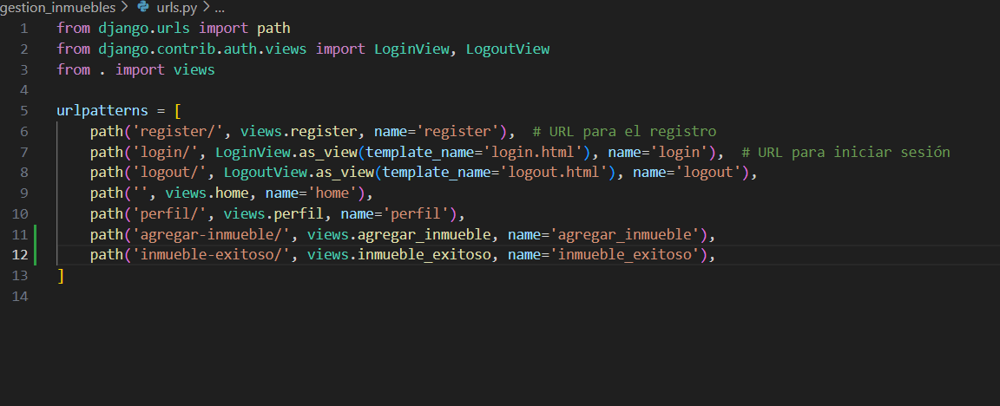 gestion_inmuebles > urls.py > ...
1 from django.urls import path
2 from django.contrib.auth.views import LoginView, LogoutView
3 from . import views
4
5 urlpatterns = [
6     path('register/', views.register, name='register'),  # URL para el registro
7     path('login/', LoginView.as_view(template_name='login.html'), name='login'),  # URL para iniciar sesión
8     path('logout/', LogoutView.as_view(template_name='logout.html'), name='logout'),
9     path('', views.home, name='home'),
10     path('perfil/', views.perfil, name='perfil'),
11     path('agregar-inmueble/', views.agregar_inmueble, name='agregar_inmueble'),
12     path('inmueble-exitoso/', views.inmueble_exitoso, name='inmueble_exitoso'),
13 ]
14